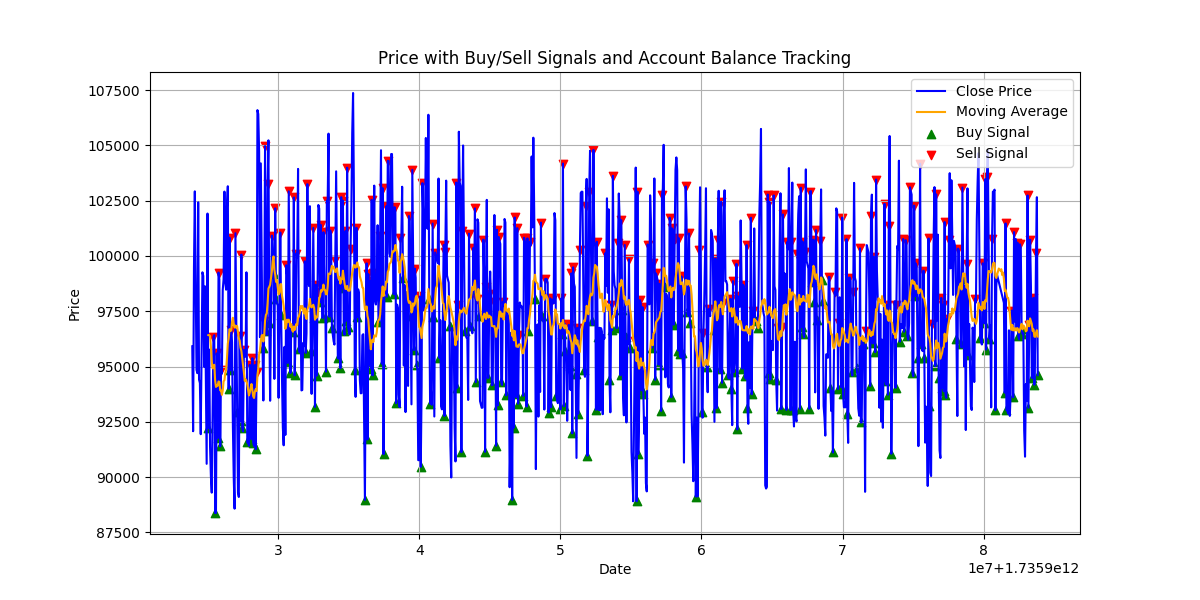 Price with Buy/Sell Signals and Account Balance Tracking
107500
105000
102500
100000
97500
95000
92500
90000
87500
Price
Close Price
Moving Average
Buy Signal
Sell Signal
3 4 5 6 7 8
Date
1e7+1.7359e12